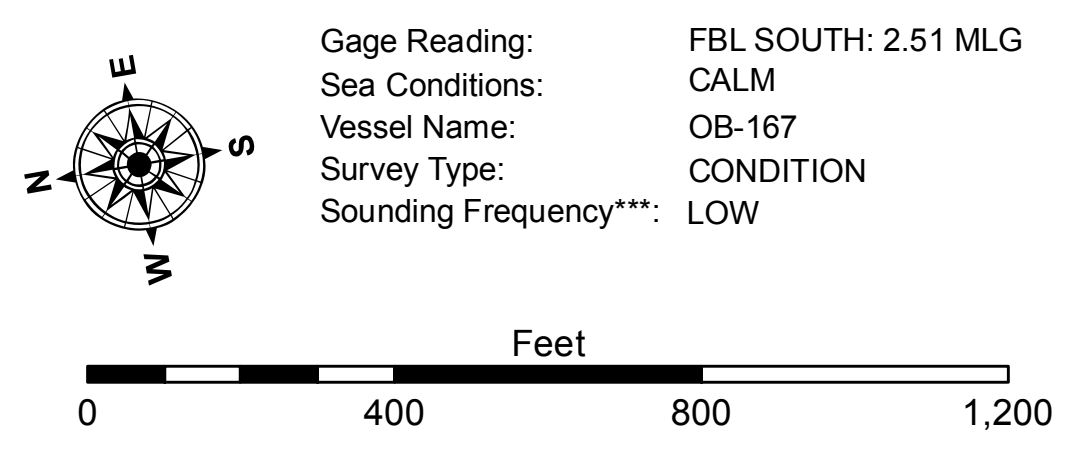 E
S
N
W
Gage Reading: FBL SOUTH: 2.51 MLG
Sea Conditions: CALM
Vessel Name: OB-167
Survey Type: CONDITION
Sounding Frequency***: LOW
Feet
0 400 800 1,200